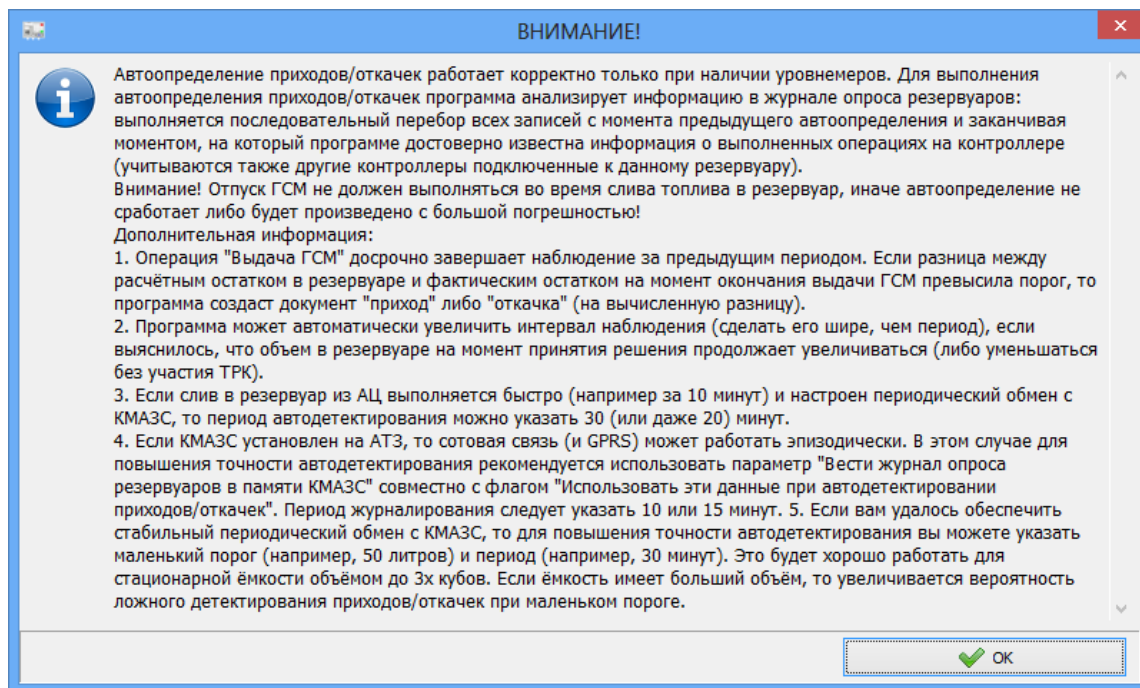 ВНИМАНИЕ!
Автоопределение приходов/откачек работает корректно только при наличии уровнемеров. Для выполнения
автоопределения приходов/откачек программа анализирует информацию в журнале опроса резервуаров:
выполняется последовательный перебор всех записей с момента предыдущего автоопределения и заканчивая
моментом, на который программе достоверно известна информация о выполненных операциях на контроллере
(учитываются также другие контроллеры подключенные к данному резервуару).
Внимание! Отпуск ГСМ не должен выполняться во время слива топлива в резервуар, иначе автоопределение не
сработает либо будет произведено с большой погрешностью!
Дополнительная информация:
1. Операция "Выдача ГСМ" досрочно завершает наблюдение за предыдущим периодом. Если разница между
расчётным остатком в резервуаре и фактическим остатком на момент окончания выдачи ГСМ превысила порог, то
программа создаст документ "приход" либо "откачка" (на вычисленную разницу).
2. Программа может автоматически увеличить интервал наблюдения (сделать его шире, чем период), если
выяснилось, что объем в резервуаре на момент принятия решения продолжает увеличиваться (либо уменьшаться
без участия ТРК).
3. Если слив в резервуар из АЦ выполняется быстро (например за 10 минут) и настроен периодический обмен с
КМАЗС, то период автодетектирования можно указать 30 (или даже 20) минут.
4. Если КМАЗС установлен на АТЗ, то сотовая связь (и GPRS) может работать эпизодически. В этом случае для
повышения точности автодетектирования рекомендуется использовать параметр "Вести журнал опроса
резервуаров в памяти КМАЗС" совместно с флагом "Использовать эти данные при автодетектировании
приходов/откачек". Период журналирования следует указать 10 или 15 минут. 5. Если вам удалось обеспечить
стабильный периодический обмен с КМАЗС, то для повышения точности автодетектирования вы можете указать
маленький порог (например, 50 литров) и период (например, 30 минут). Это будет хорошо работать для
стационарной ёмкости объёмом до 3х кубов. Если ёмкость имеет больший объём, то увеличивается вероятность
ложного детектирования приходов/откачек при маленьком пороге.
ОК